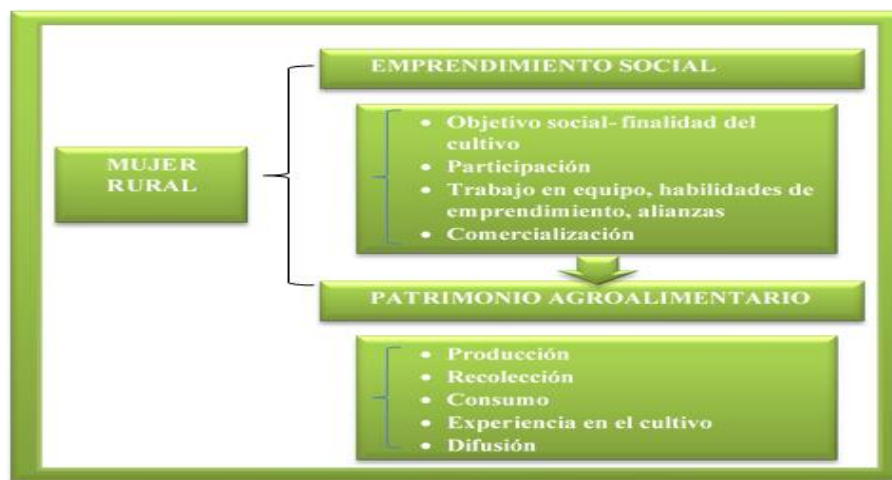 EMPRENDIMIENTO SOCIAL
MUJER
RURAL
• Objetivo social- finalidad del
cultivo
• Participación
• Trabajo en equipo, habilidades de
emprendimiento, alianzas
• Comercialización
PATRIMONIO AGROALIMENTARIO
• Producción
• Recolección
• Consumo
• Experiencia en el cultivo
• Difusión